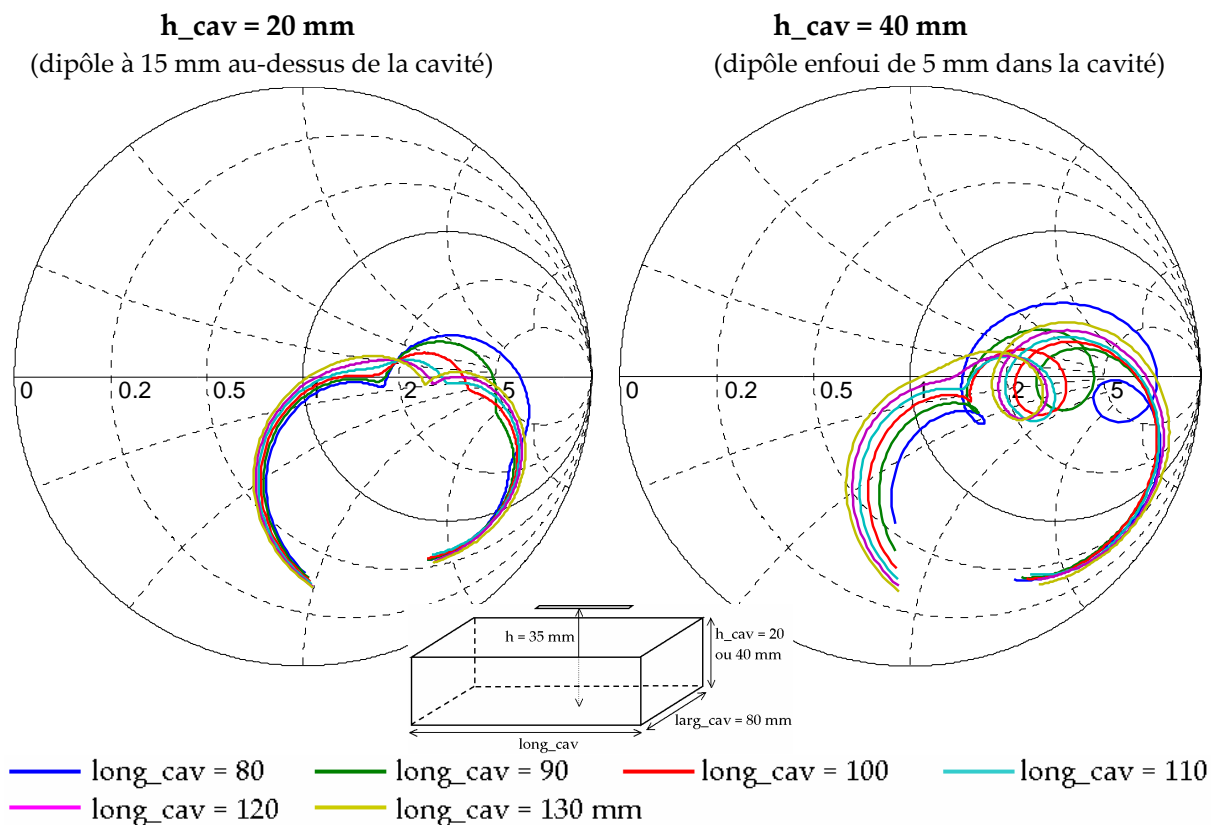 h_cav = 20 mm
(dipôle à 15 mm au-dessus de la cavité)
h_cav = 40 mm
(dipôle enfoui de 5 mm dans la cavité)
0 0.2 0.5 1 2 5
0 0.2 0.5 1 2 5
h = 35 mm
h_cav = 20
ou 40 mm
larg_cav = 80 mm
long_cav
long_cav = 80
long_cav = 90
long_cav = 100
long_cav = 110
long_cav = 120
long_cav = 130 mm